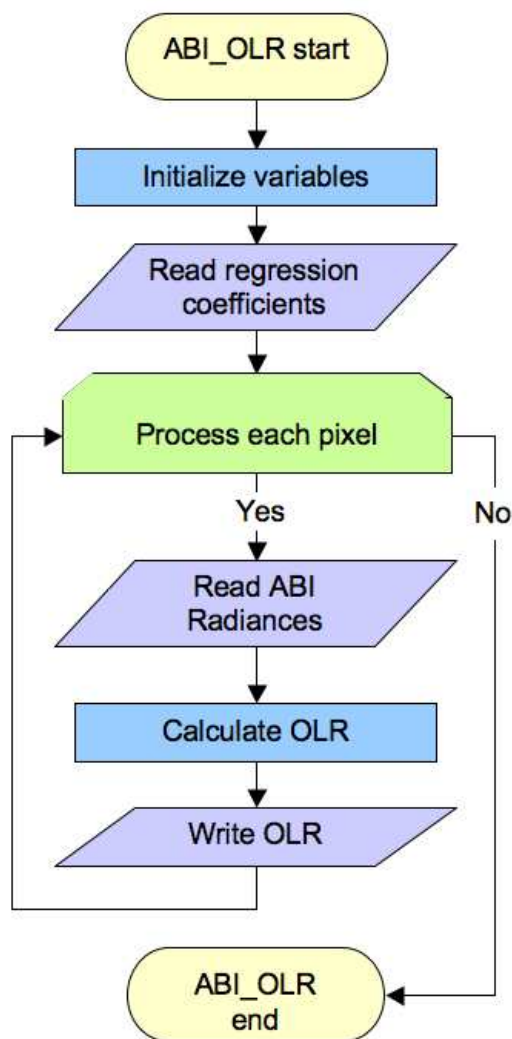 ABI_OLR start
Initialize variables
Read regression
coefficients
Process each pixel
Yes
No
Read ABI
Radiances
Calculate OLR
Write OLR
ABI_OLR
end